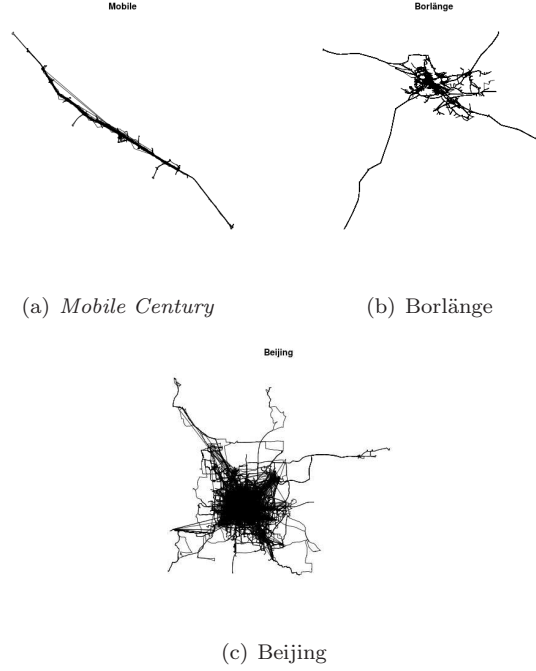 Mobile
Borlänge
(a) Mobile Century
(b) Borlänge
Beijing
(c) Beijing